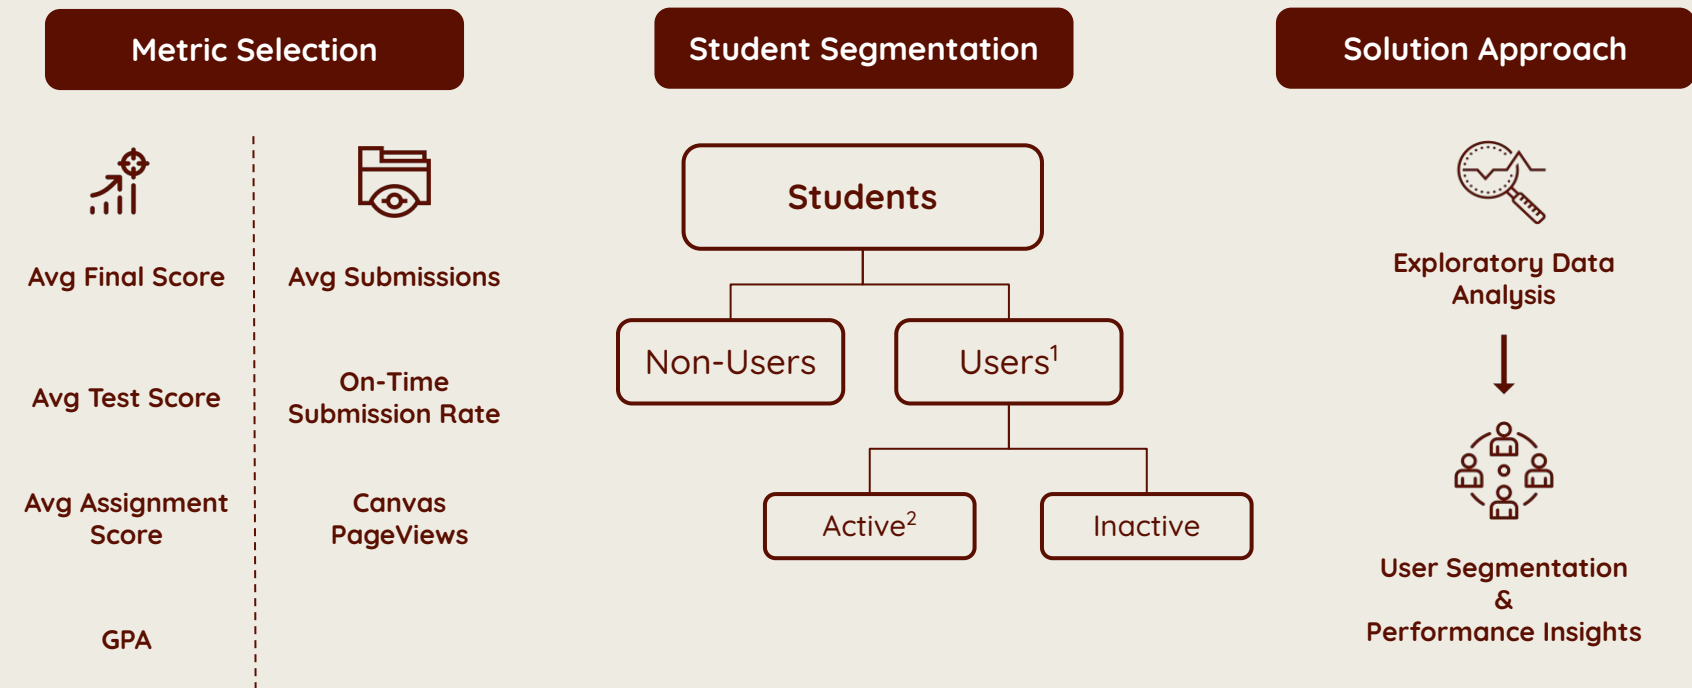 Metric Selection
Avg Final Score
Avg Test Score
Avg Assignment
Score
GPA
Avg Submissions
On-Time
Submission Rate
Canvas
PageViews
Student Segmentation
Students
Non-Users
Users¹
Active²
Inactive
Solution Approach
Exploratory Data
Analysis
User Segmentation
&
Performance Insights